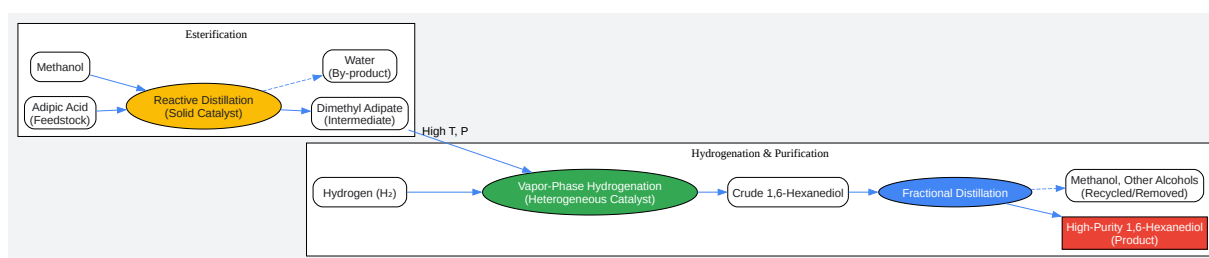 Esterification
Methanol
Water
(By-product)
Reactive Distillation
(Solid Catalyst)
Adipic Acid
(Feedstock)
Dimethyl Adipate
(Intermediate)
High T, P
Hydrogenation & Purification
Hydrogen (H₂)
Vapor-Phase Hydrogenation
(Heterogeneous Catalyst)
Crude 1,6-Hexanediol
Fractional Distillation
Methanol, Other Alcohols
(Recycled/Removed)
High-Purity 1,6-Hexanediol
(Product)